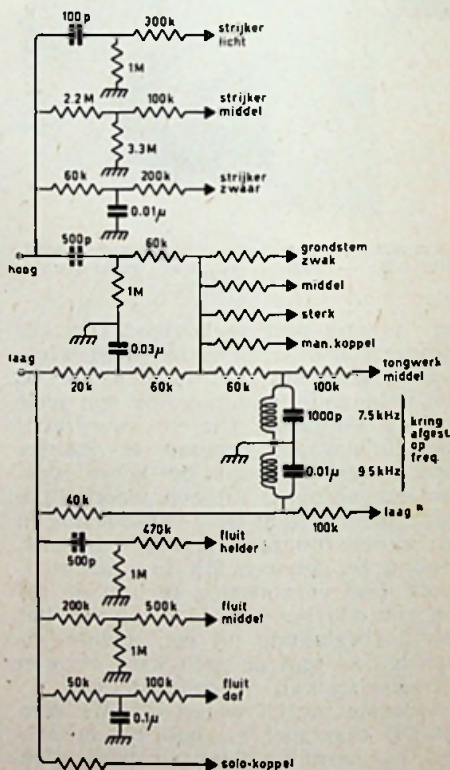 100p
300k
strijker
licht
1M
2.2M
100k
strijker
middel
3.3M
60k
200k
strijker
zwaar
0.01µ
500p
60k
grondstem
zwak
hoog
1M
middel
sterk
laag
0.03µ
man.koppel
20k
60k
60k
100k
tongwerk
middel
1000p
7.5kHz
kring
afgest.
op
freq.
0.01µ
95kHz
40k
100k
laag "
500p
470k
fluit
helder
1M
200k
500k
fluit
middel
1M
50k
100k
fluit
dof
0.1µ
solo-koppel